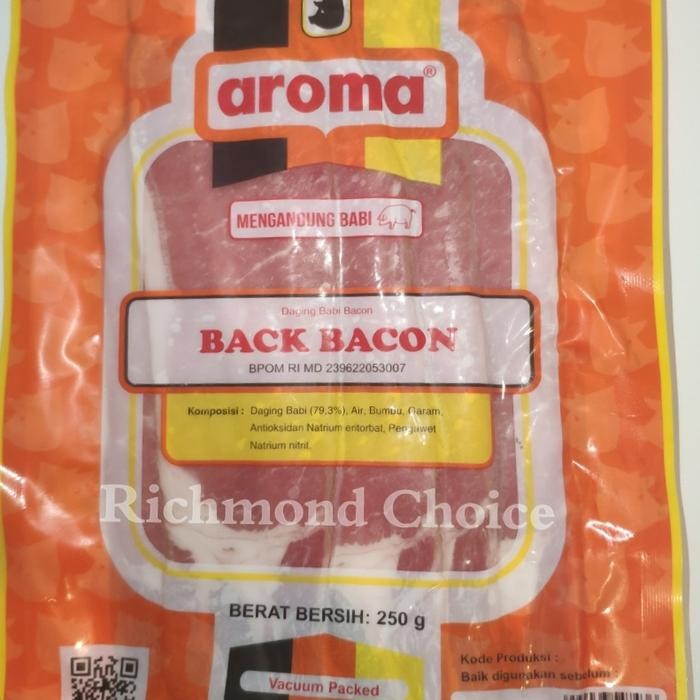 aroma®
MENGANDUNG BABI
Daging Babi Bacon
BACK BACON
BPOM RI MD 239622053007
Komposisi : Daging Babi (79,3%), Air, Bumbu, Garam,
Antioksidan Natrium eritorbat, Pengawet
Natrium nitrit.
Richmond Choice
BERAT BERSIH: 250 g
Kode Produksi :
Baik digunakan sebelum :
Vacuum Packed